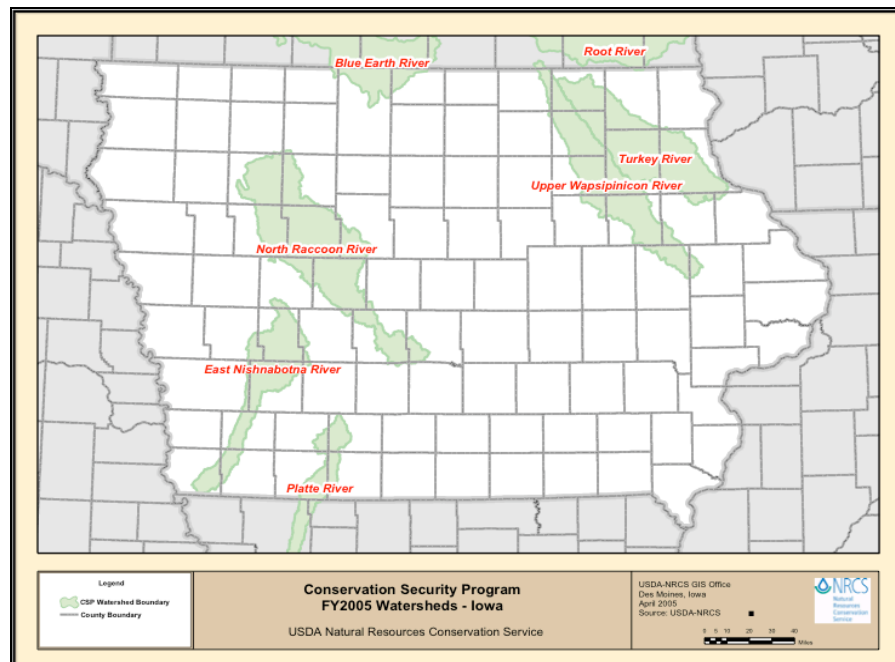 Root River
Blue Earth River
Turkey River
Upper Wapsipinicon River
North Raccoon River
East Nishnabotna River
Platte River
Legend
CSP Watershed Boundary
County Boundary
Conservation Security Program
FY2005 Watersheds - Iowa
USDA Natural Resources Conservation Service
USDA-NRCS GIS Office
Des Moines, Iowa
April 2005
Source: USDA-NRCS
0 5 10 20 30 40
Miles
NRCS
Natural
Resources
Conservation
Service